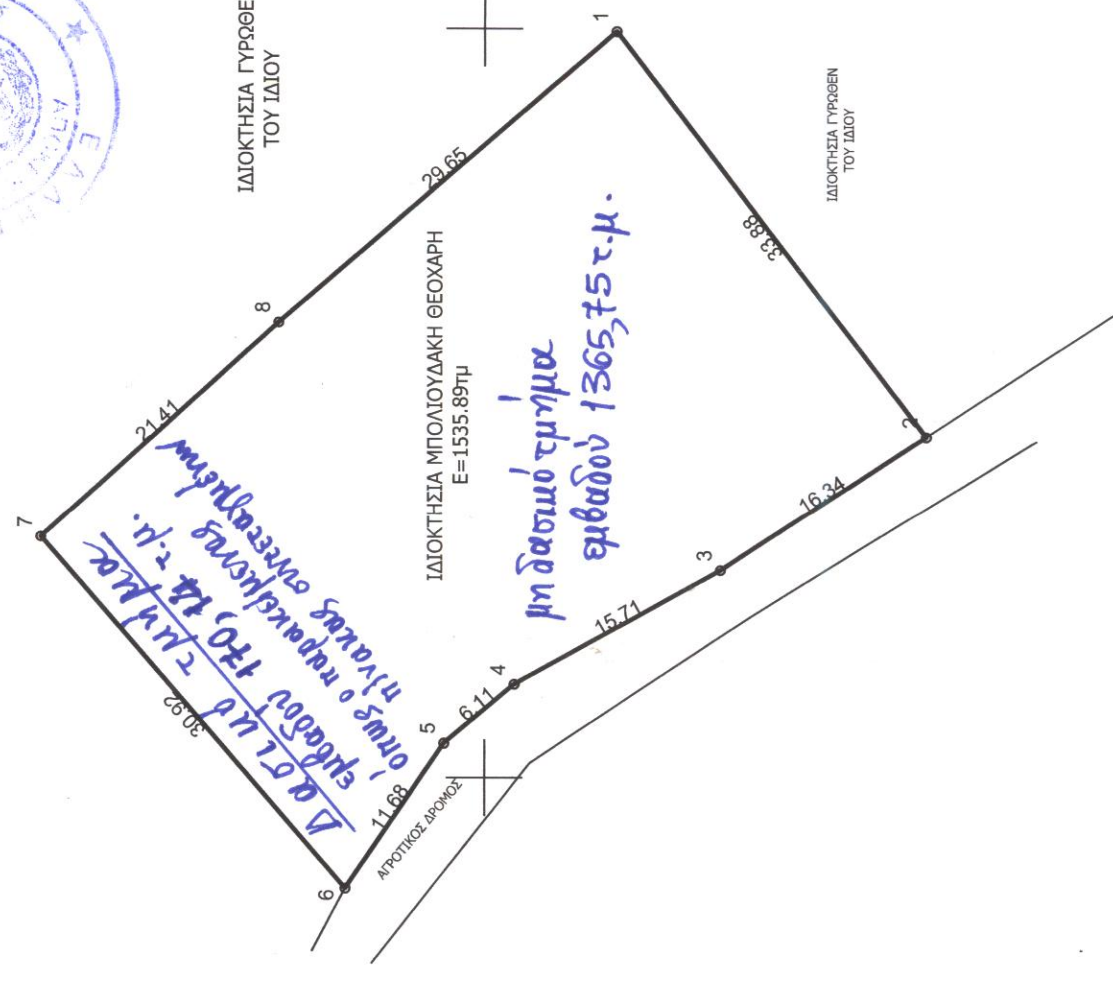 ΙΔΙΟΚΤΗΣΙΑ ΓΥΡΩΘΕ
ΤΟΥ ΙΔΙΟΥ
1
29.65
8
21.41
7
ΙΔΙΟΚΤΗΣΙΑ ΜΠΟΛΙΟΥΔΑΚΗ ΘΕΟΧΑΡΗ
Ε=1535.89τμ
μη δασικό τμήμα
εμβαδού 1365,75 τ.μ.
33.88
ΙΔΙΟΚΤΗΣΙΑ ΓΥΡΩΘΕΝ
ΤΟΥ ΙΔΙΟΥ
Δασικό τμήμα
εμβαδού 170,14 τ.μ.
όπως ο παρακείμενος
πίνακας συντεταγμένων
30.92
6
11.68
5
6.11
4
15.71
3
16.34
2
ΑΓΡΟΤΙΚΟΣ ΔΡΟΜΟΣ